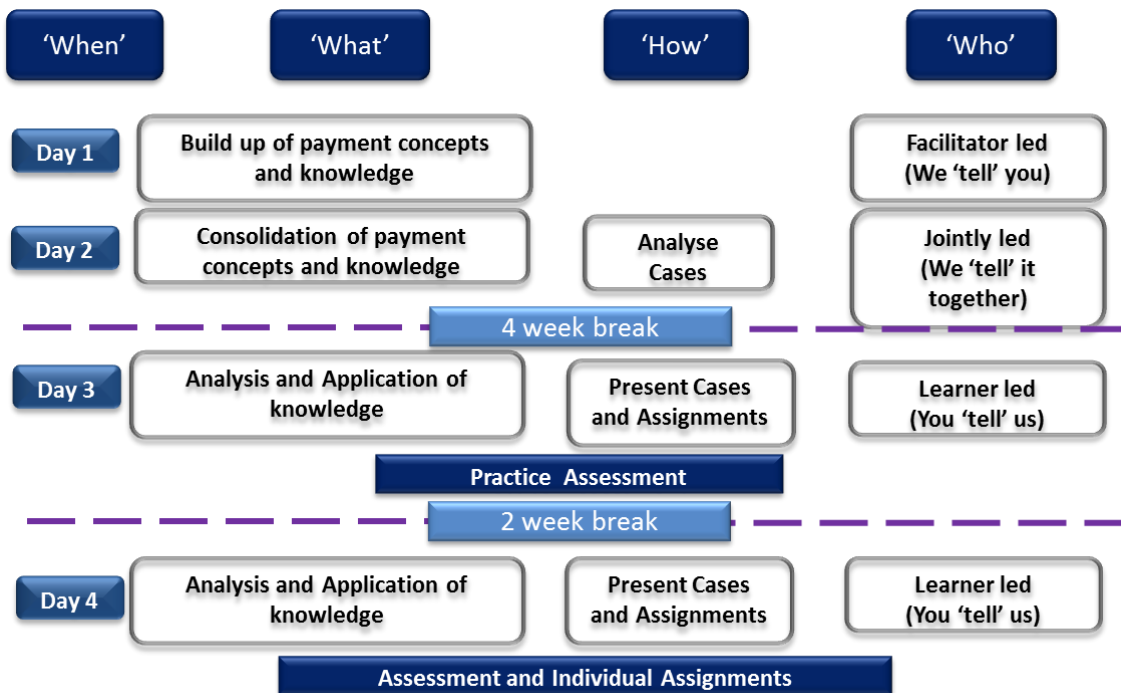 ‘When’
‘What’
‘How’
‘Who’
Day 1
Build up of payment concepts
and knowledge
Facilitator led
(We ‘tell’ you)
Day 2
Consolidation of payment
concepts and knowledge
Analyse
Cases
Jointly led
(We ‘tell’ it
together)
4 week break
Day 3
Analysis and Application of
knowledge
Present Cases
and Assignments
Learner led
(You ‘tell’ us)
Practice Assessment
2 week break
Day 4
Analysis and Application of
knowledge
Present Cases
and Assignments
Learner led
(You ‘tell’ us)
Assessment and Individual Assignments